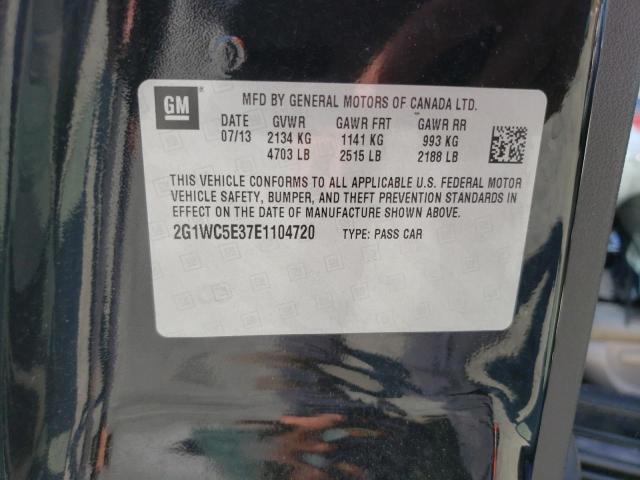 GM
MFD BY GENERAL MOTORS OF CANADA LTD.
DATE GVWR GAWR FRT GAWR RR
07/13 2134 KG 1141 KG 993 KG
4703 LB 2515 LB 2188 LB
THIS VEHICLE CONFORMS TO ALL APPLICABLE U.S. FEDERAL MOTOR
VEHICLE SAFETY, BUMPER, AND THEFT PREVENTION STANDARDS IN
EFFECT ON THE DATE OF MANUFACTURE SHOWN ABOVE.
2G1WC5E37E1104720 TYPE: PASS CAR